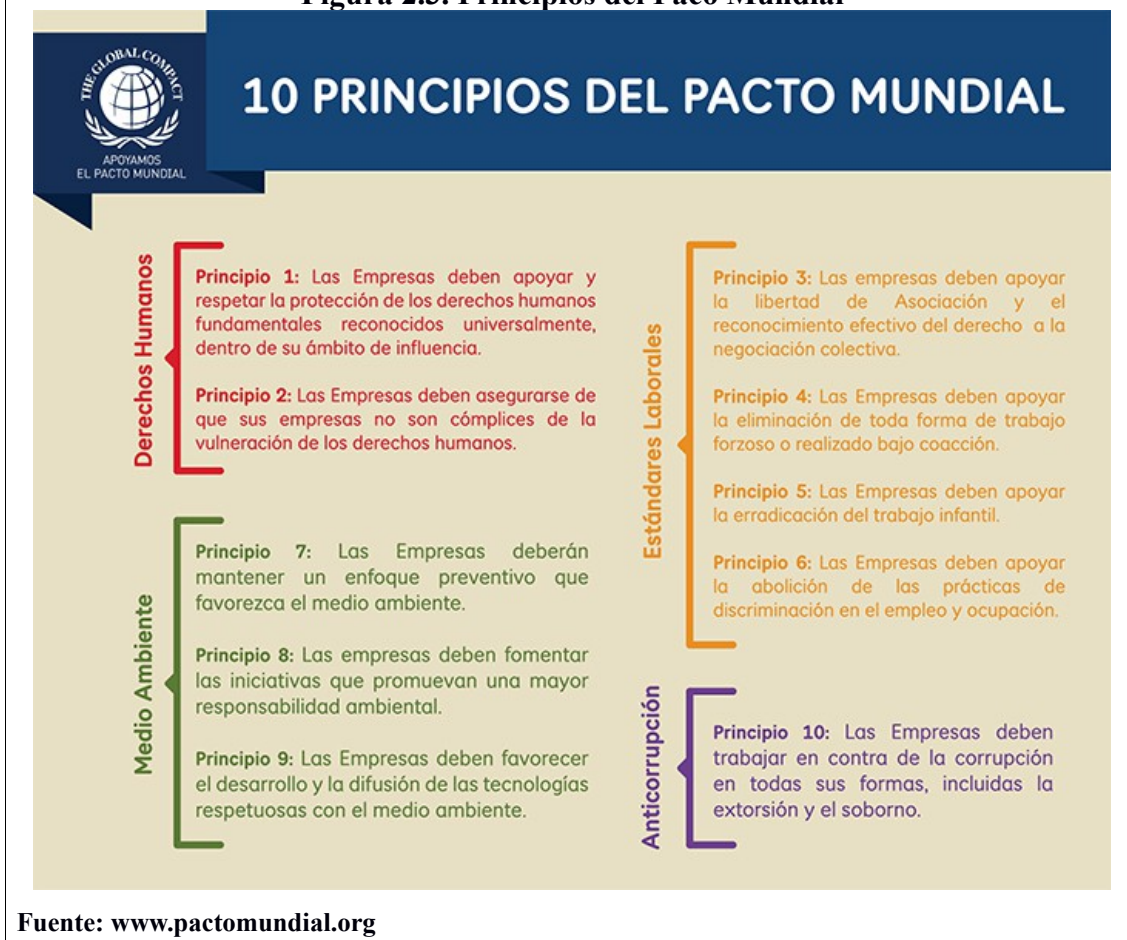 Figura 2.3. Principios del Paco Mundial
THE GLOBAL COMPACT
APOYAMOS
EL PACTO MUNDIAL
10 PRINCIPIOS DEL PACTO MUNDIAL
Derechos Humanos
Principio 1: Las Empresas deben apoyar y
respetar la protección de los derechos humanos
fundamentales reconocidos universalmente,
dentro de su ámbito de influencia.
Principio 2: Las Empresas deben asegurarse de
que sus empresas no son cómplices de la
vulneración de los derechos humanos.
Estándares Laborales
Principio 3: Las empresas deben apoyar
la libertad de Asociación y el
reconocimiento efectivo del derecho a la
negociación colectiva.
Principio 4: Las Empresas deben apoyar
la eliminación de toda forma de trabajo
forzoso o realizado bajo coacción.
Principio 5: Las Empresas deben apoyar
la erradicación del trabajo infantil.
Principio 6: Las Empresas deben apoyar
la abolición de las prácticas de
discriminación en el empleo y ocupación.
Medio Ambiente
Principio 7: Las Empresas deberán
mantener un enfoque preventivo que
favorezca el medio ambiente.
Principio 8: Las empresas deben fomentar
las iniciativas que promuevan una mayor
responsabilidad ambiental.
Principio 9: Las Empresas deben favorecer
el desarrollo y la difusión de las tecnologías
respetuosas con el medio ambiente.
Anticorrupción
Principio 10: Las Empresas deben
trabajar en contra de la corrupción
en todas sus formas, incluidas la
extorsión y el soborno.
Fuente: www.pactomundial.org